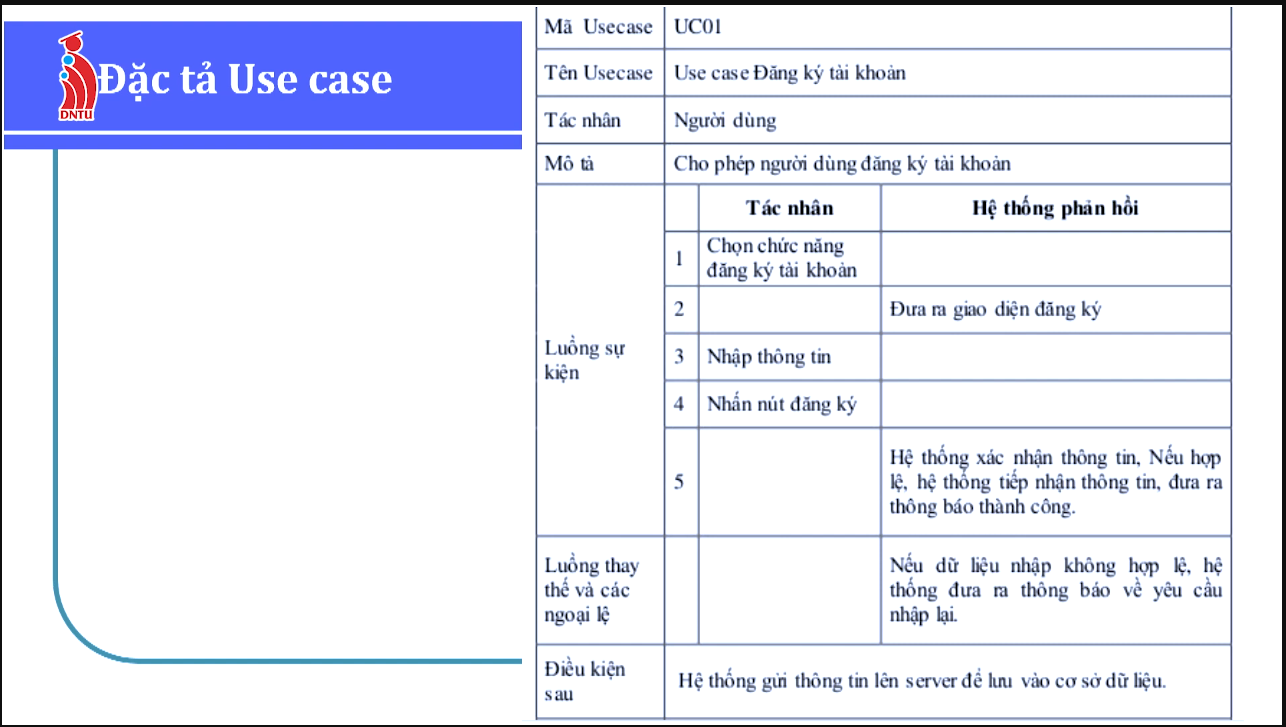 DNTU
Đặc tả Use case
Mã Usecase UC01
Tên Usecase Use case Đăng ký tài khoản
Tác nhân Người dùng
Mô tả Cho phép người dùng đăng ký tài khoản
Tác nhân Hệ thống phản hồi
Luồng sự
kiện
1 Chọn chức năng
đăng ký tài khoản
2 Đưa ra giao diện đăng ký
3 Nhập thông tin
4 Nhấn nút đăng ký
5 Hệ thống xác nhận thông tin, Nếu hợp
lệ, hệ thống tiếp nhận thông tin, đưa ra
thông báo thành công.
Luồng thay
thế và các
ngoại lệ
Nếu dữ liệu nhập không hợp lệ, hệ
thống đưa ra thông báo về yêu cầu
nhập lại.
Điều kiện
sau
Hệ thống gửi thông tin lên server để lưu vào cơ sở dữ liệu.